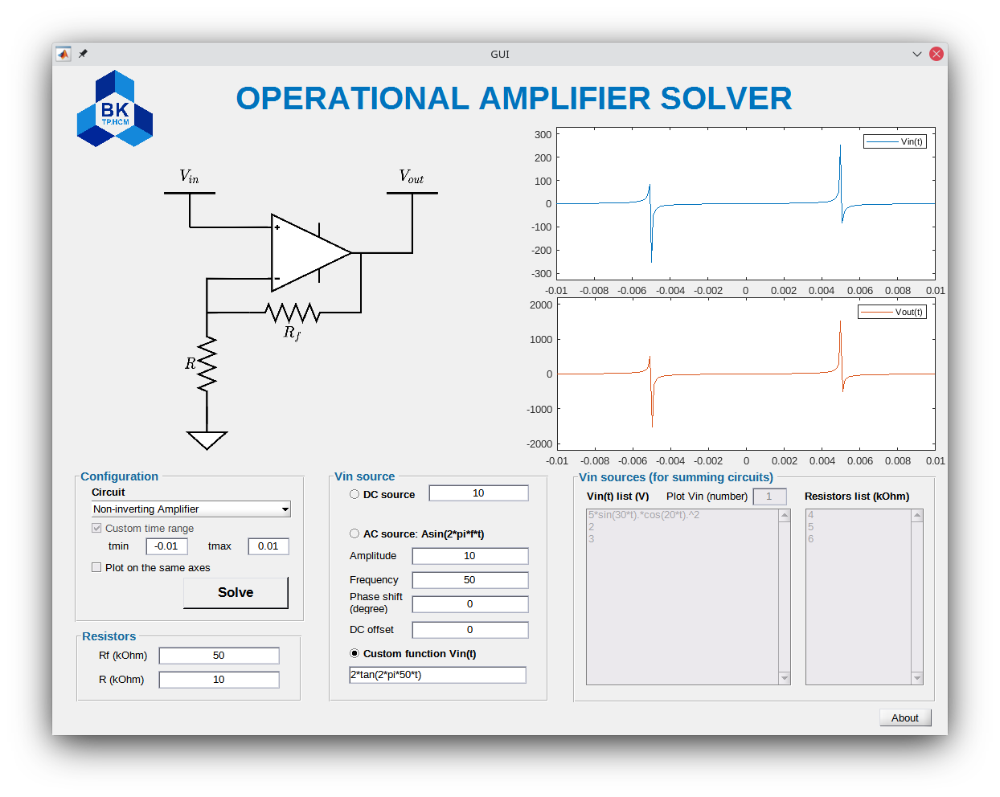 GUI
BK
TP.HCM
OPERATIONAL AMPLIFIER SOLVER
Vin
Vout
+
-
Rf
R
300
200
100
0
-100
-200
-300
Vin(t)
-0.01 -0.008 -0.006 -0.004 -0.002 0 0.002 0.004 0.006 0.008 0.01
2000
1000
0
-1000
-2000
Vout(t)
-0.01 -0.008 -0.006 -0.004 -0.002 0 0.002 0.004 0.006 0.008 0.01
Configuration
Circuit
Non-inverting Amplifier
Custom time range
tmin -0.01 tmax 0.01
Plot on the same axes
Solve
Resistors
Rf (kOhm) 50
R (kOhm) 10
Vin source
DC source 10
AC source: Asin(2*pi*f*t)
Amplitude 10
Frequency 50
Phase shift
(degree) 0
DC offset 0
Custom function Vin(t)
2*tan(2*pi*50*t)
Vin sources (for summing circuits)
Vin(t) list (V) Plot Vin (number) 1 Resistors list (kOhm)
5*sin(30*t).*cos(20*t).^2
2
3
4
5
6
About